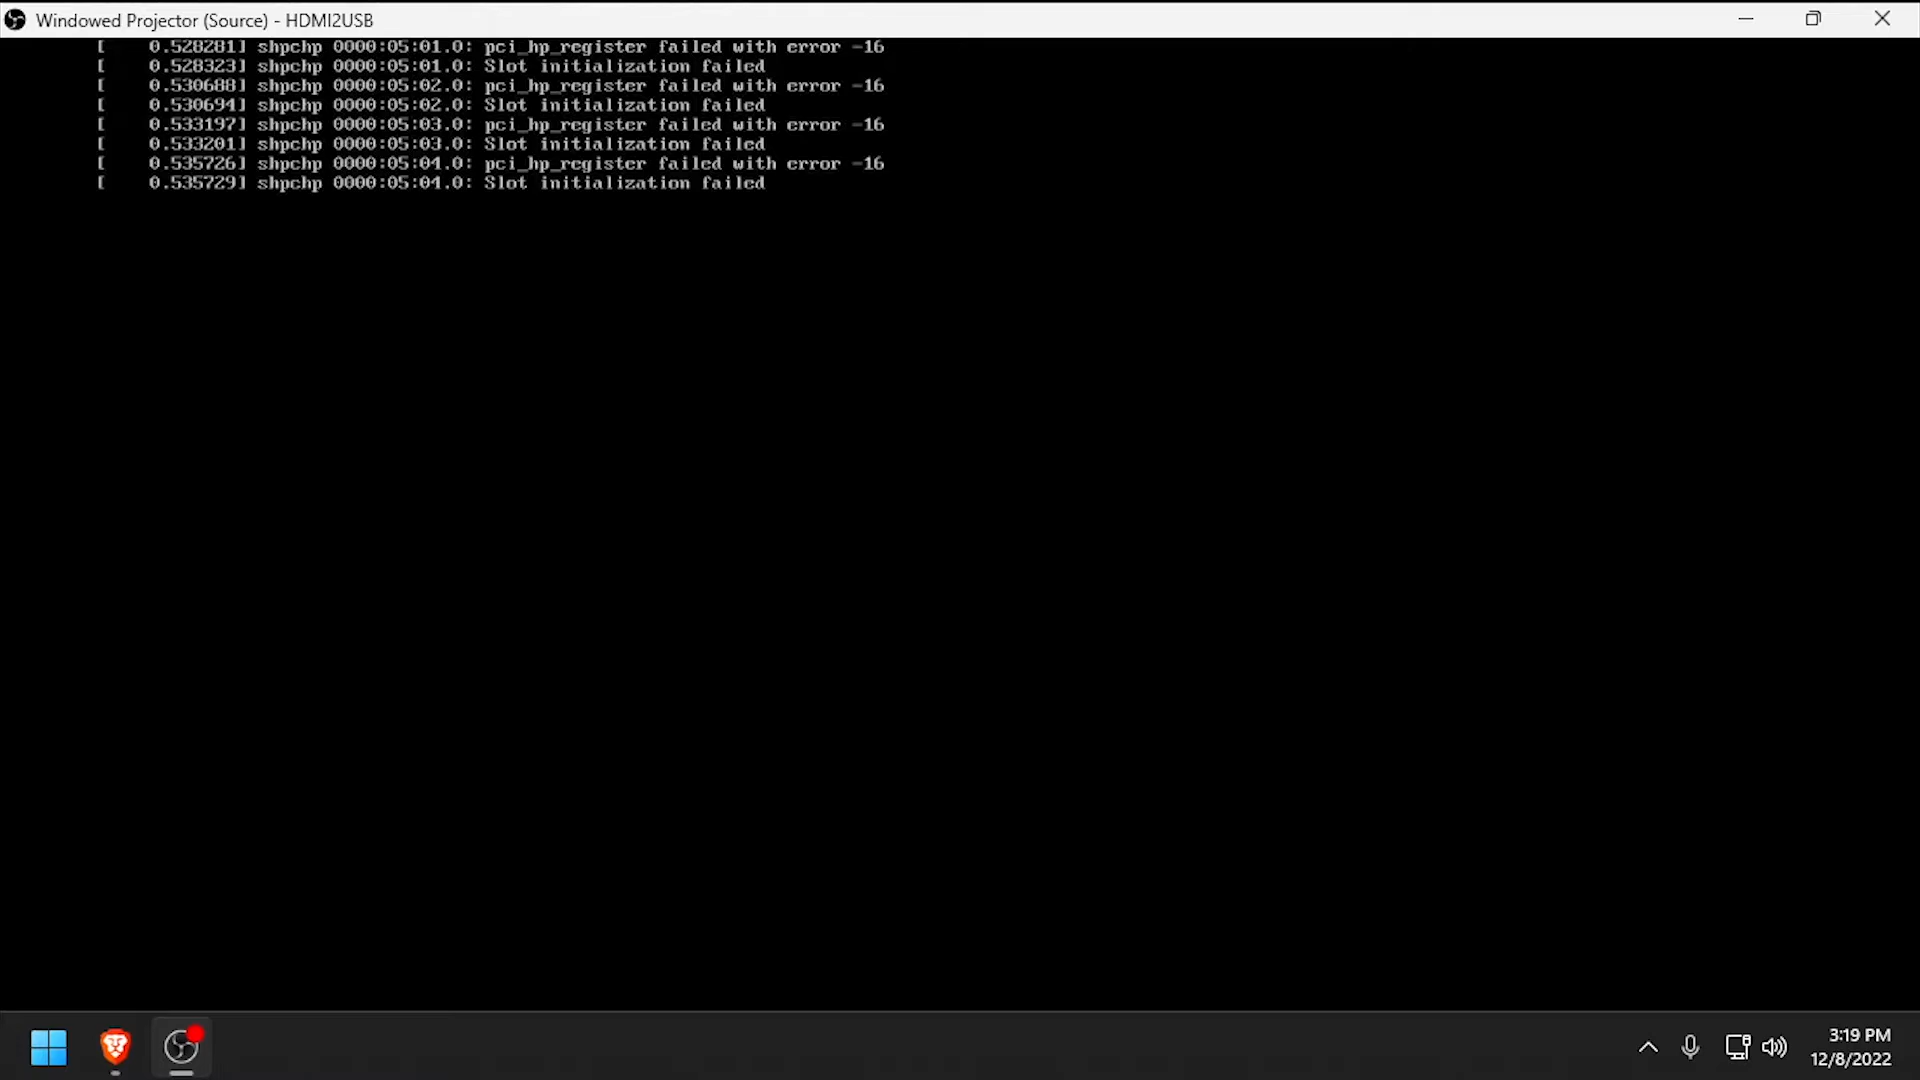 Windowed Projector (Source) - HDMI2USB
[    0.528281] shpchp 0000:05:01.0: pci_hp_register failed with error -16
[    0.528323] shpchp 0000:05:01.0: Slot initialization failed
[    0.530688] shpchp 0000:05:02.0: pci_hp_register failed with error -16
[    0.530694] shpchp 0000:05:02.0: Slot initialization failed
[    0.533197] shpchp 0000:05:03.0: pci_hp_register failed with error -16
[    0.533201] shpchp 0000:05:03.0: Slot initialization failed
[    0.535726] shpchp 0000:05:04.0: pci_hp_register failed with error -16
[    0.535729] shpchp 0000:05:04.0: Slot initialization failed
3:19 PM
12/8/2022